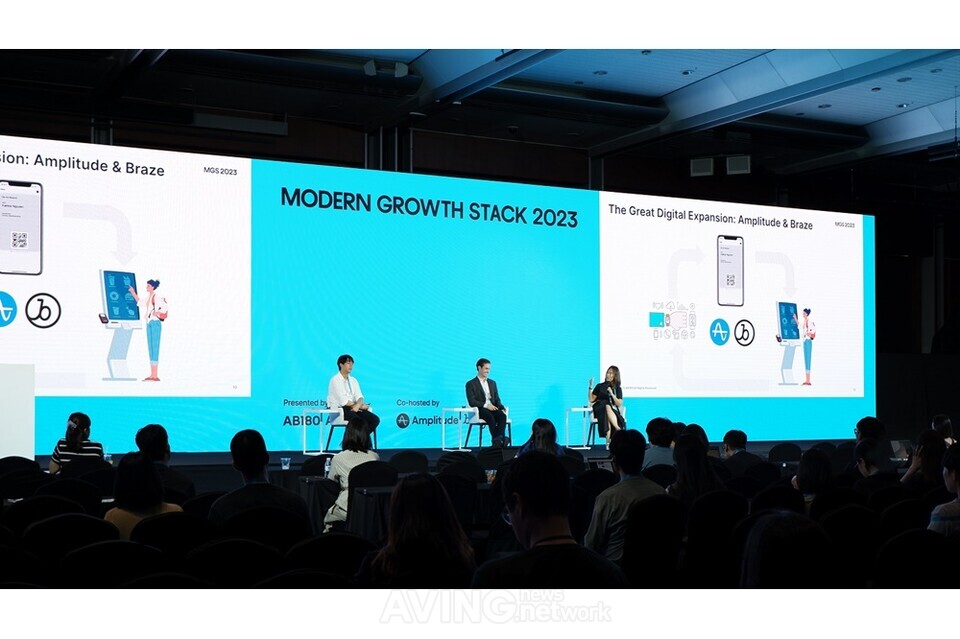 sion: Amplitude & Braze
MGS 2023
MODERN GROWTH STACK 2023
The Great Digital Expansion: Amplitude & Braze
MGS 2023
Presented by
AB180
Co-hosted by
Amplitude
AVING news network